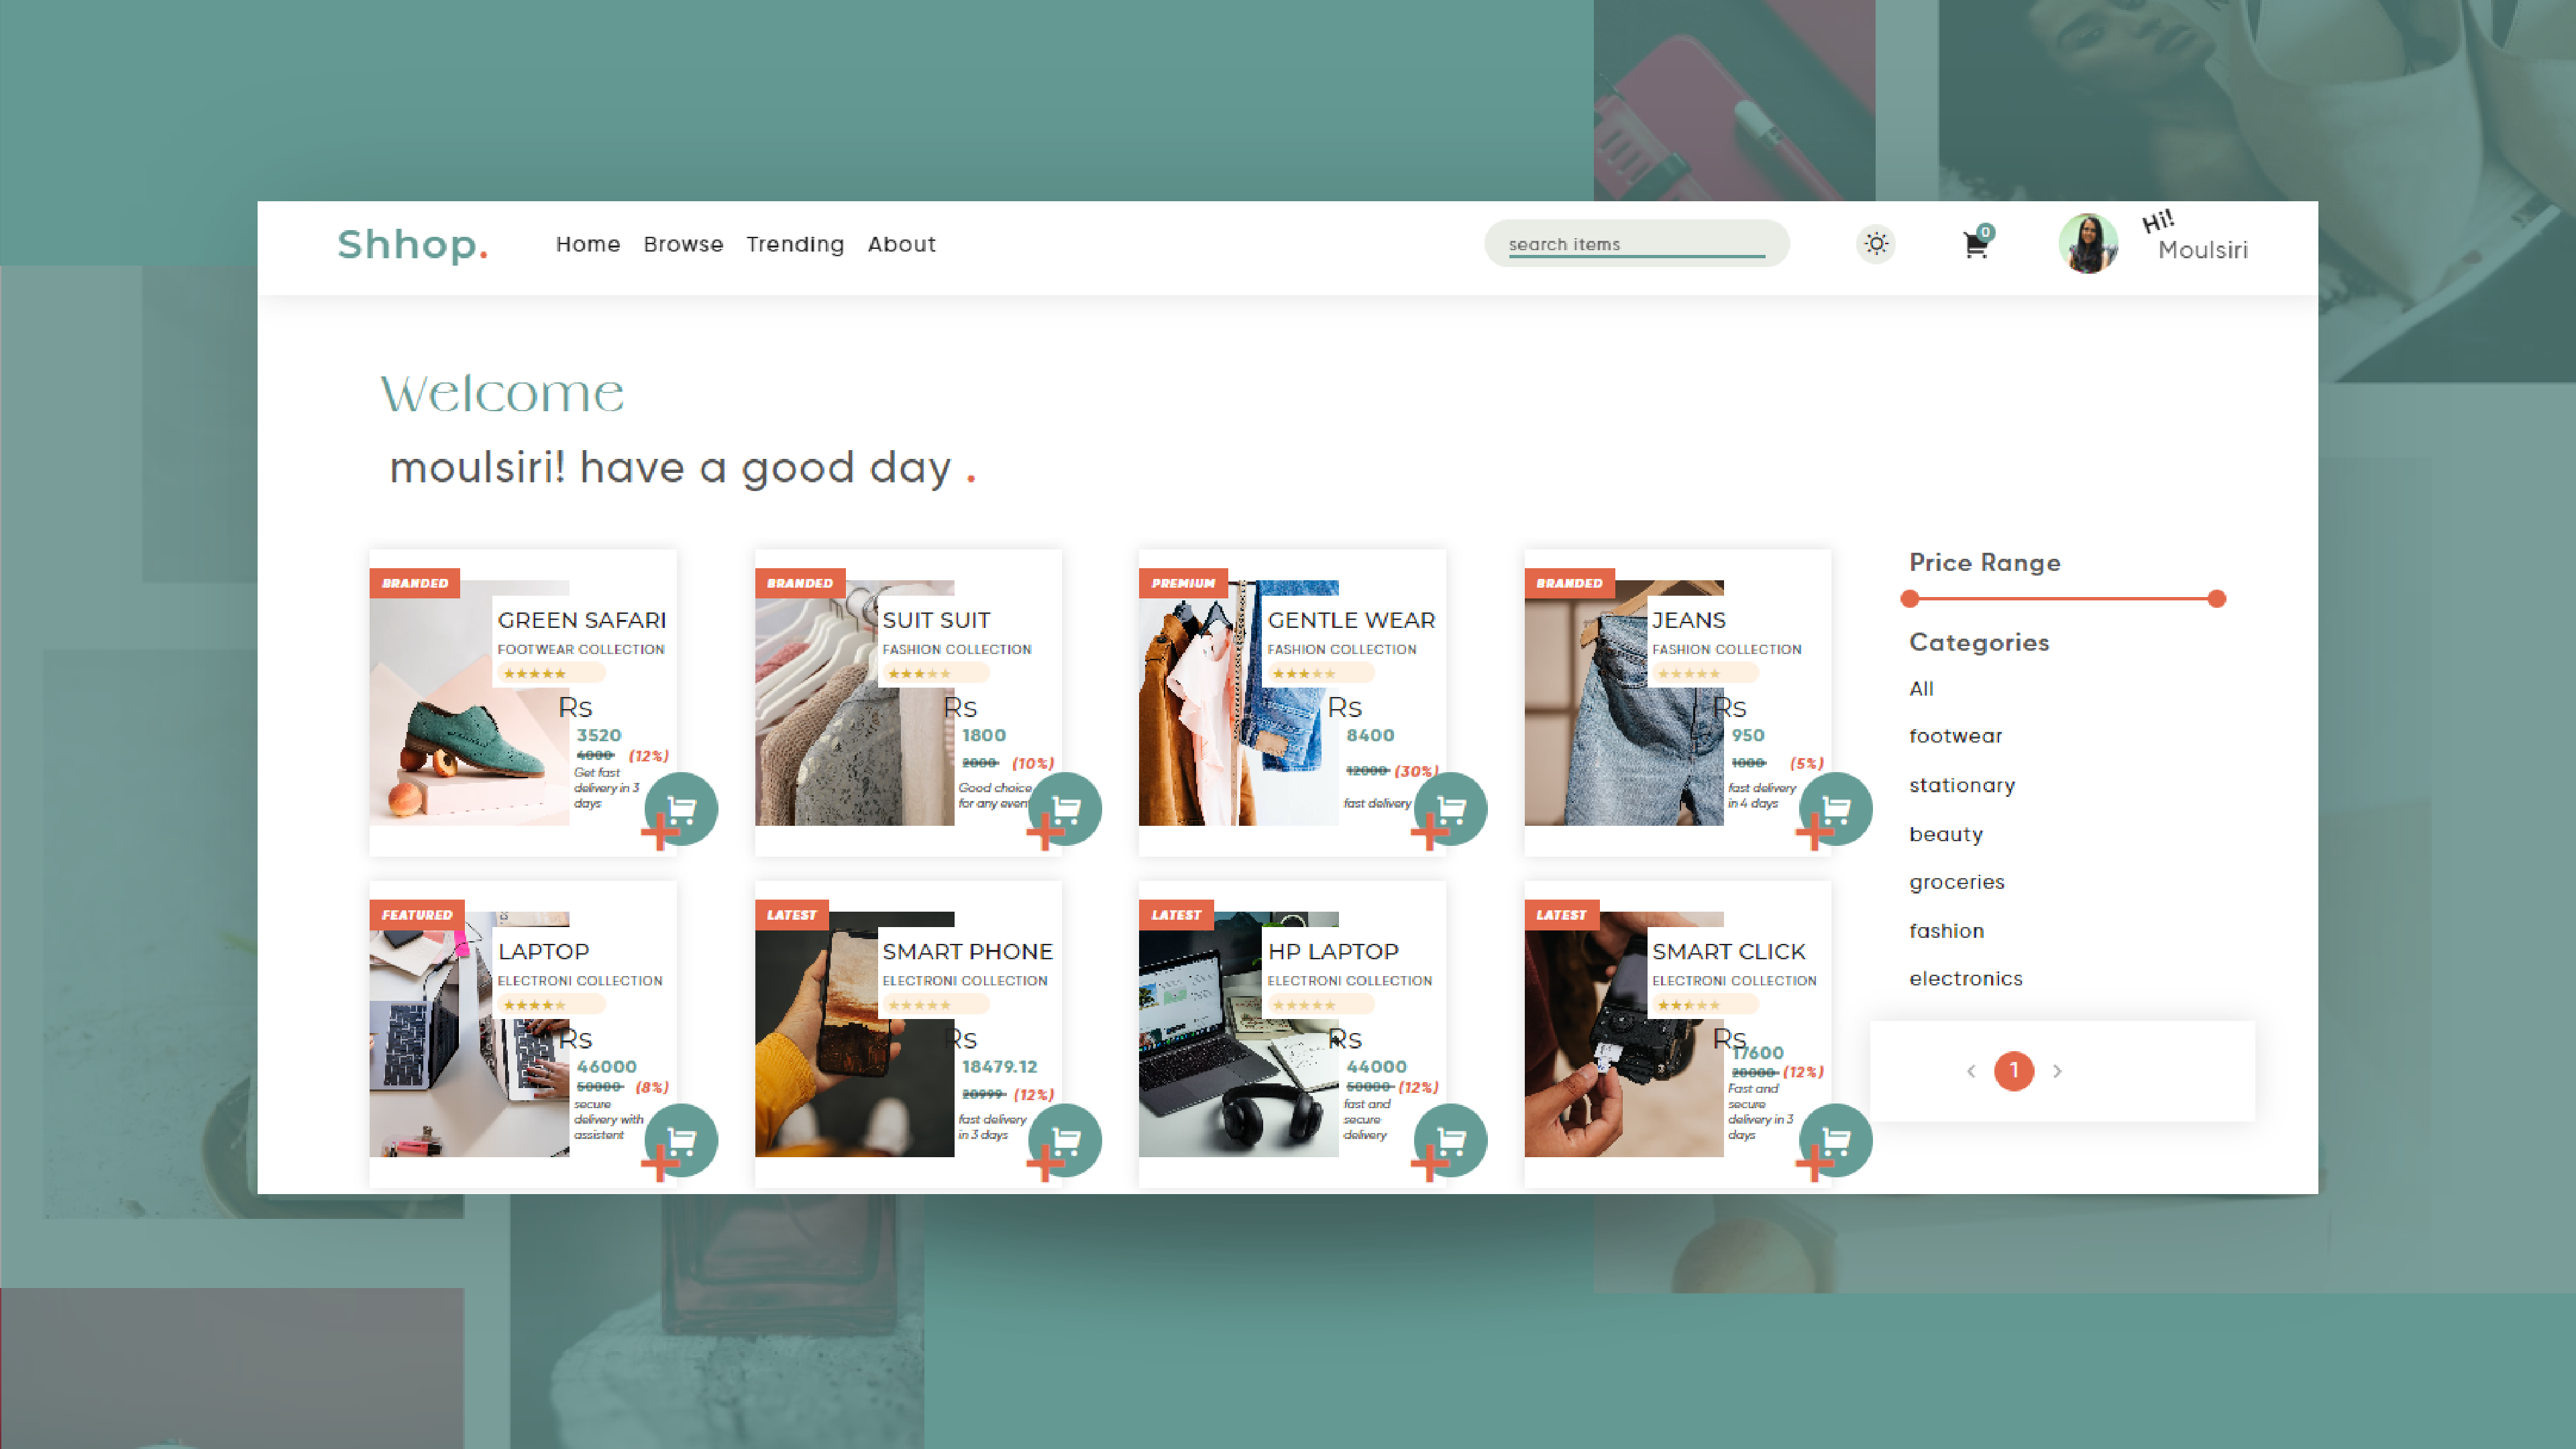 Shhop.
Home Browse Trending About
search items
0
Hi!
Moulsiri
Welcome
moulsiri! have a good day .
BRANDED
GREEN SAFARI
FOOTWEAR COLLECTION
Rs
3520
4000 (12%)
Get fast
delivery in 3
days
BRANDED
SUIT SUIT
FASHION COLLECTION
Rs
1800
2000 (10%)
Good choice
for any even
PREMIUM
GENTLE WEAR
FASHION COLLECTION
Rs
8400
12000 (30%)
fast delivery
BRANDED
JEANS
FASHION COLLECTION
Rs
950
1000 (5%)
fast delivery
in 4 days
FEATURED
LAPTOP
ELECTRONI COLLECTION
Rs
46000
50000 (8%)
secure
delivery with
assistent
LATEST
SMART PHONE
ELECTRONI COLLECTION
Rs
18479.12
20999 (12%)
fast delivery
in 3 days
LATEST
HP LAPTOP
ELECTRONI COLLECTION
Rs
44000
50000 (12%)
fast and
secure
delivery
LATEST
SMART CLICK
ELECTRONI COLLECTION
Rs
17600
20000 (12%)
Fast and
secure
delivery in 3
days
Price Range
Categories
All
footwear
stationary
beauty
groceries
fashion
electronics
‹ 1 ›